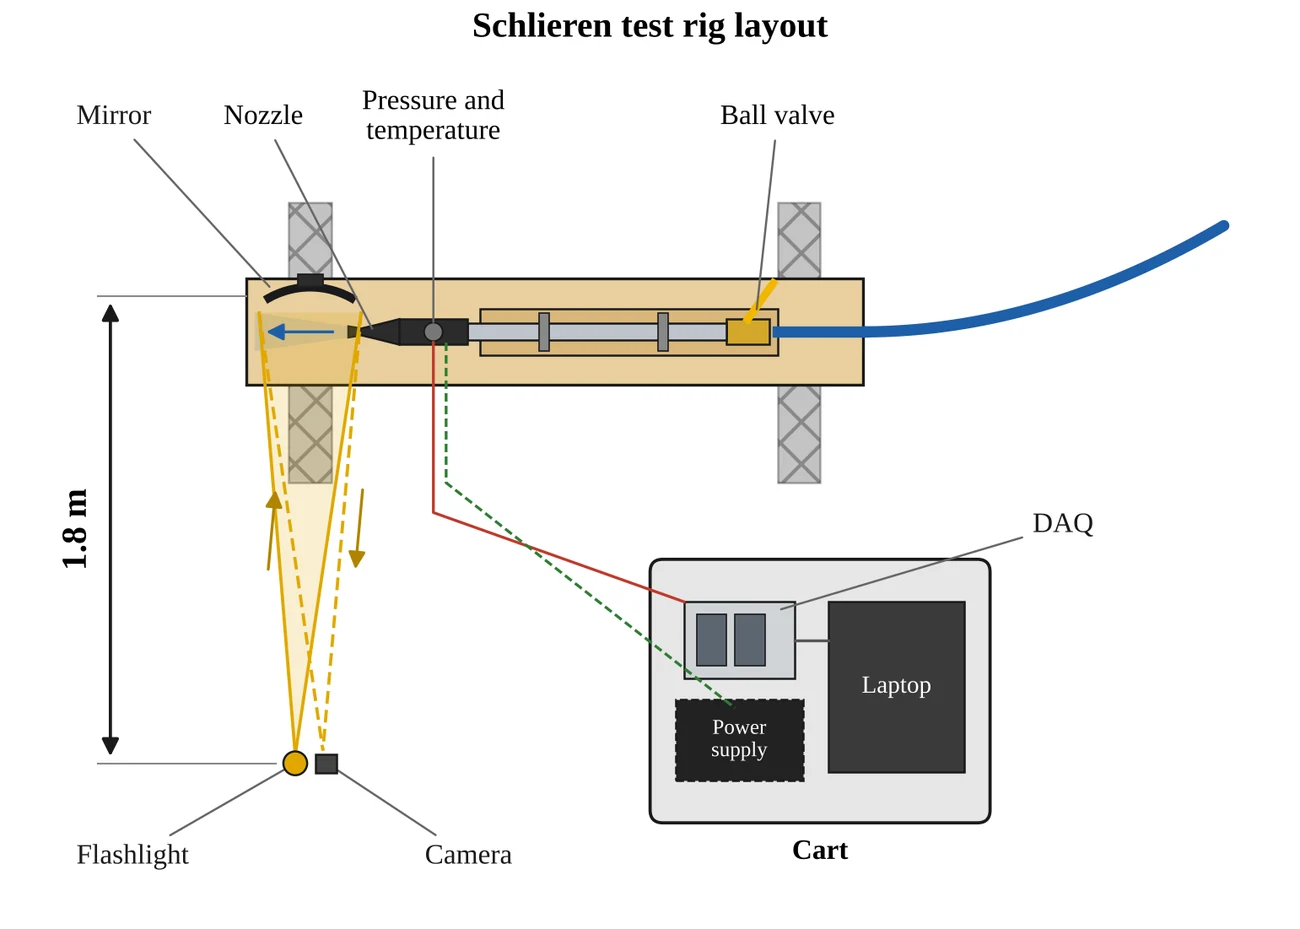 Schlieren test rig layout
Mirror
Nozzle
Pressure and
temperature
Ball valve
1.8 m
DAQ
Laptop
Power
supply
Cart
Flashlight
Camera